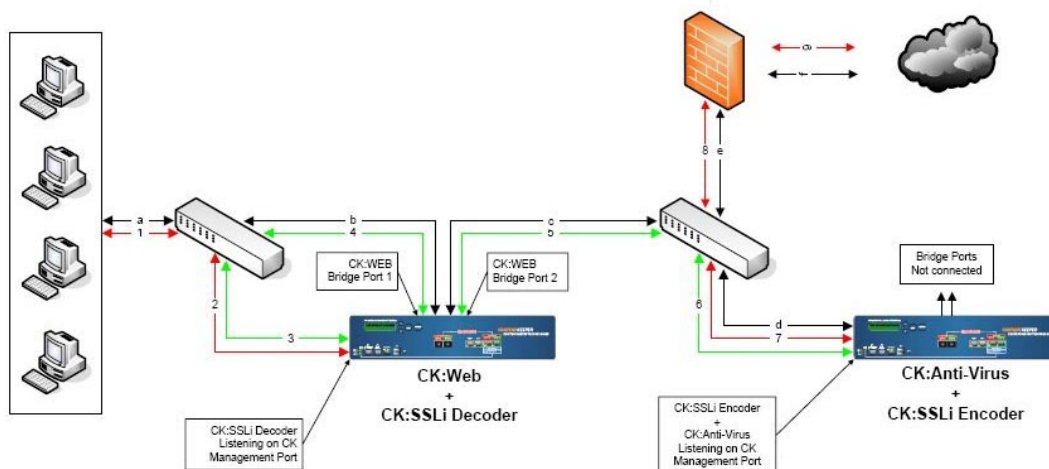 g
f
8
e
a
1
b
4
c
5
CK:WEB
Bridge Port 1
CK:WEB
Bridge Port 2
Bridge Ports
Not connected
2
3
6
d
7
CK:Web
+
CK:SSLi Decoder
CK:Anti-Virus
+
CK:SSLi Encoder
CK:SSLi Decoder
Listening on CK
Management Port
CK:SSLi Encoder
+
CK:Anti-Virus
Listening on CK
Management Port